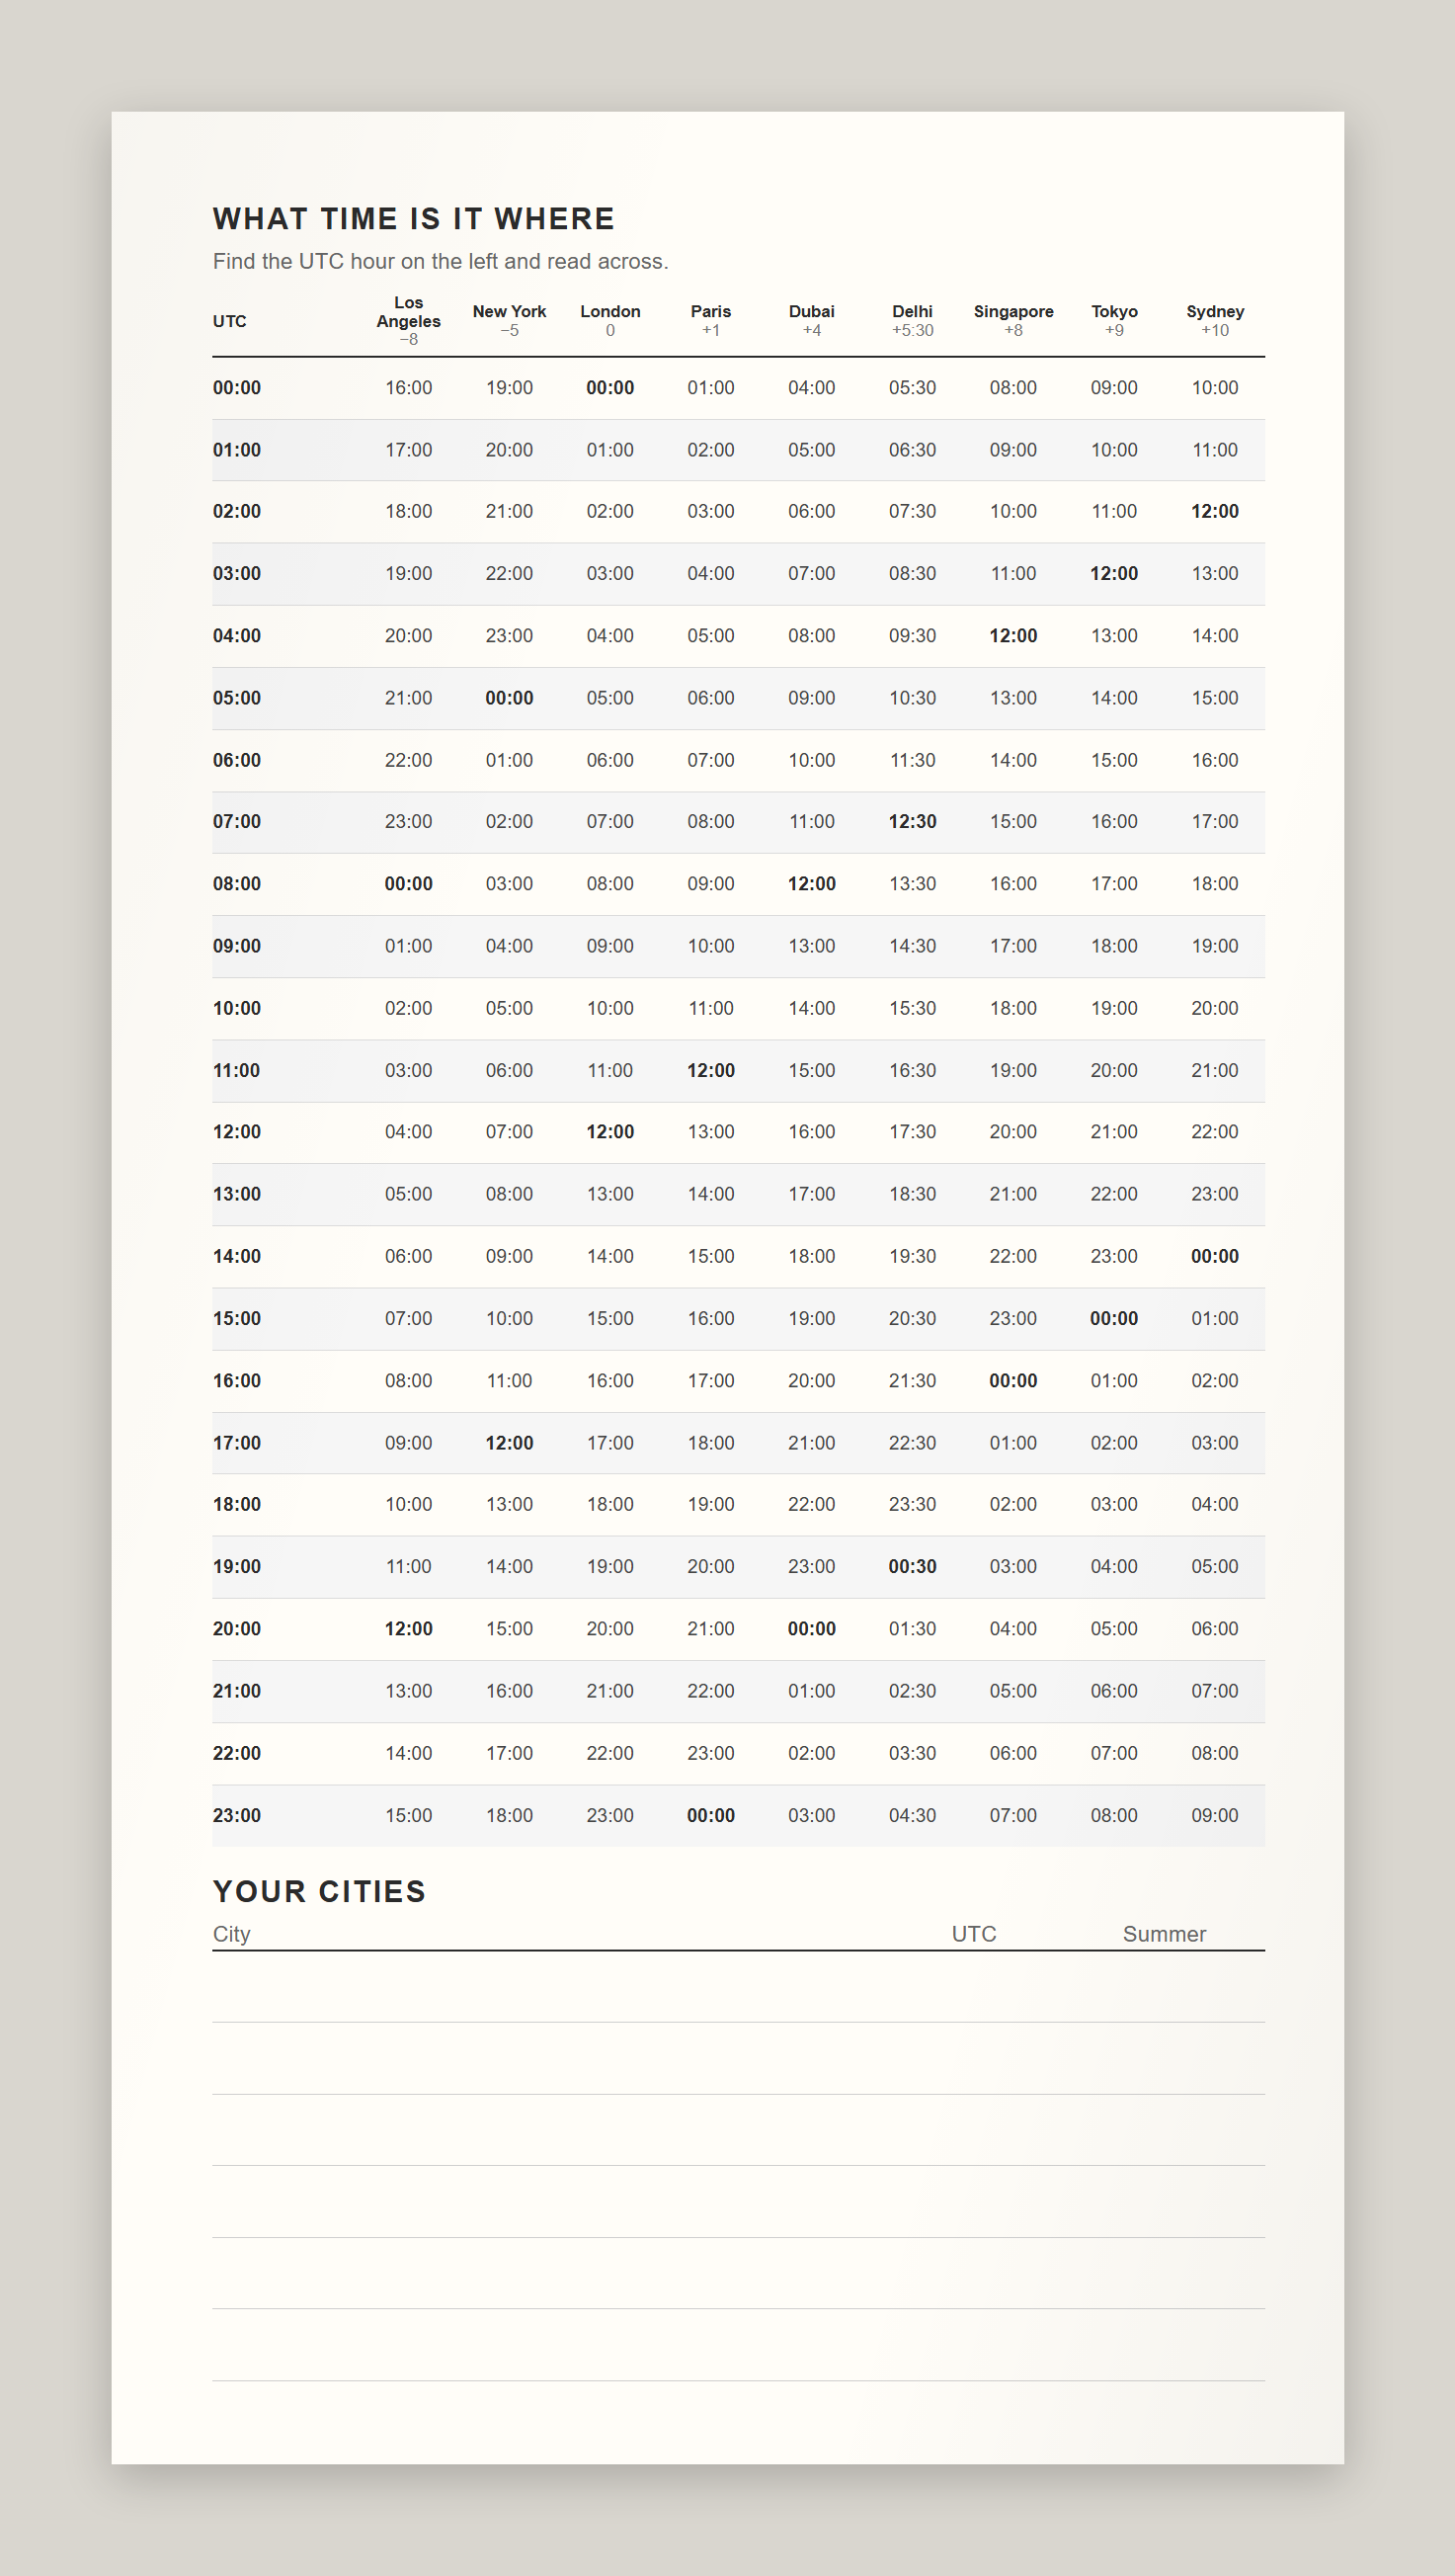 WHAT TIME IS IT WHERE
Find the UTC hour on the left and read across.
UTC Los Angeles −8 New York −5 London 0 Paris +1 Dubai +4 Delhi +5:30 Singapore +8 Tokyo +9 Sydney +10
00:00 16:00 19:00 00:00 01:00 04:00 05:30 08:00 09:00 10:00
01:00 17:00 20:00 01:00 02:00 05:00 06:30 09:00 10:00 11:00
02:00 18:00 21:00 02:00 03:00 06:00 07:30 10:00 11:00 12:00
03:00 19:00 22:00 03:00 04:00 07:00 08:30 11:00 12:00 13:00
04:00 20:00 23:00 04:00 05:00 08:00 09:30 12:00 13:00 14:00
05:00 21:00 00:00 05:00 06:00 09:00 10:30 13:00 14:00 15:00
06:00 22:00 01:00 06:00 07:00 10:00 11:30 14:00 15:00 16:00
07:00 23:00 02:00 07:00 08:00 11:00 12:30 15:00 16:00 17:00
08:00 00:00 03:00 08:00 09:00 12:00 13:30 16:00 17:00 18:00
09:00 01:00 04:00 09:00 10:00 13:00 14:30 17:00 18:00 19:00
10:00 02:00 05:00 10:00 11:00 14:00 15:30 18:00 19:00 20:00
11:00 03:00 06:00 11:00 12:00 15:00 16:30 19:00 20:00 21:00
12:00 04:00 07:00 12:00 13:00 16:00 17:30 20:00 21:00 22:00
13:00 05:00 08:00 13:00 14:00 17:00 18:30 21:00 22:00 23:00
14:00 06:00 09:00 14:00 15:00 18:00 19:30 22:00 23:00 00:00
15:00 07:00 10:00 15:00 16:00 19:00 20:30 23:00 00:00 01:00
16:00 08:00 11:00 16:00 17:00 20:00 21:30 00:00 01:00 02:00
17:00 09:00 12:00 17:00 18:00 21:00 22:30 01:00 02:00 03:00
18:00 10:00 13:00 18:00 19:00 22:00 23:30 02:00 03:00 04:00
19:00 11:00 14:00 19:00 20:00 23:00 00:30 03:00 04:00 05:00
20:00 12:00 15:00 20:00 21:00 00:00 01:30 04:00 05:00 06:00
21:00 13:00 16:00 21:00 22:00 01:00 02:30 05:00 06:00 07:00
22:00 14:00 17:00 22:00 23:00 02:00 03:30 06:00 07:00 08:00
23:00 15:00 18:00 23:00 00:00 03:00 04:30 07:00 08:00 09:00
YOUR CITIES
City UTC Summer